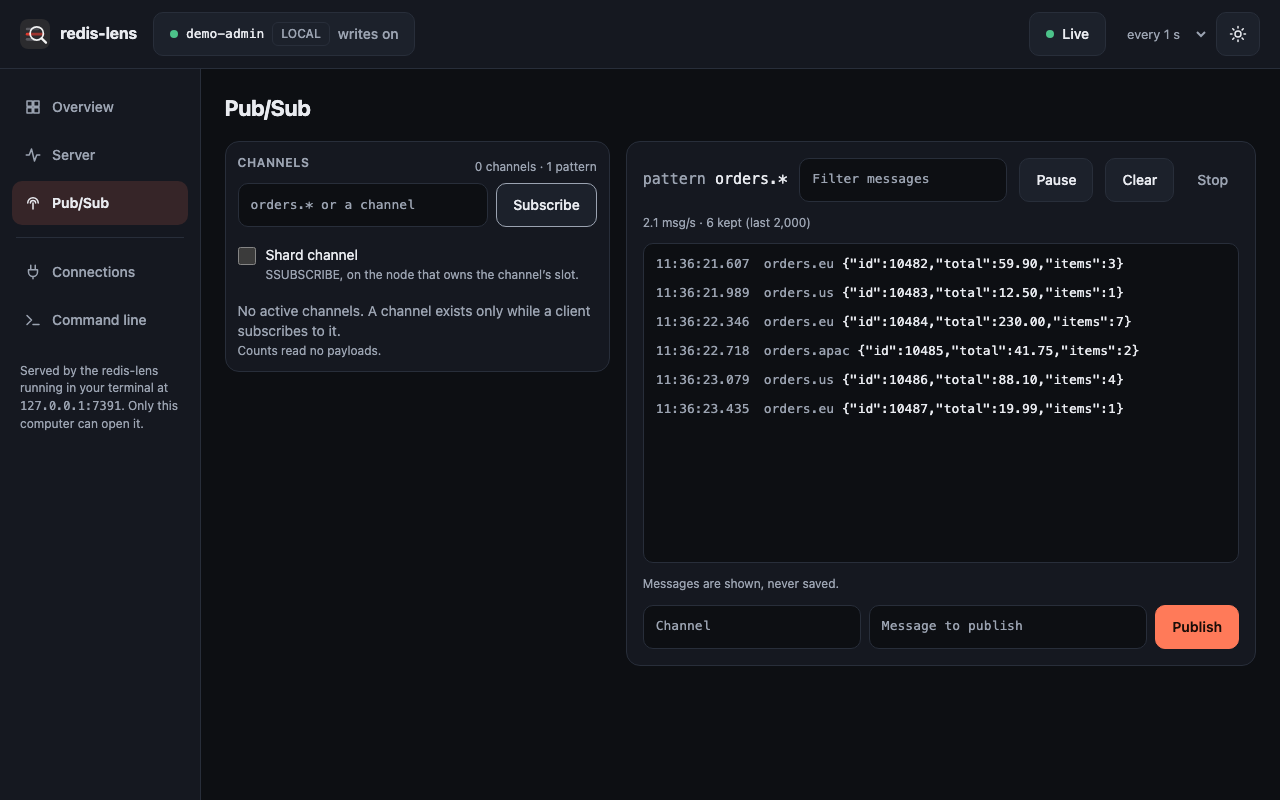 redis-lens
demo-admin LOCAL writes on
Live
every 1 s
Overview
Server
Pub/Sub
Connections
Command line
Served by the redis-lens
running in your terminal at
127.0.0.1:7391. Only this
computer can open it.
Pub/Sub
CHANNELS
0 channels · 1 pattern
orders.* or a channel
Subscribe
Shard channel
SSUBSCRIBE, on the node that owns the channel's slot.
No active channels. A channel exists only while a client
subscribes to it.
Counts read no payloads.
pattern orders.*
Filter messages
Pause
Clear
Stop
2.1 msg/s · 6 kept (last 2,000)
11:36:21.607 orders.eu {"id":10482,"total":59.90,"items":3}
11:36:21.989 orders.us {"id":10483,"total":12.50,"items":1}
11:36:22.346 orders.eu {"id":10484,"total":230.00,"items":7}
11:36:22.718 orders.apac {"id":10485,"total":41.75,"items":2}
11:36:23.079 orders.us {"id":10486,"total":88.10,"items":4}
11:36:23.435 orders.eu {"id":10487,"total":19.99,"items":1}
Messages are shown, never saved.
Channel
Message to publish
Publish